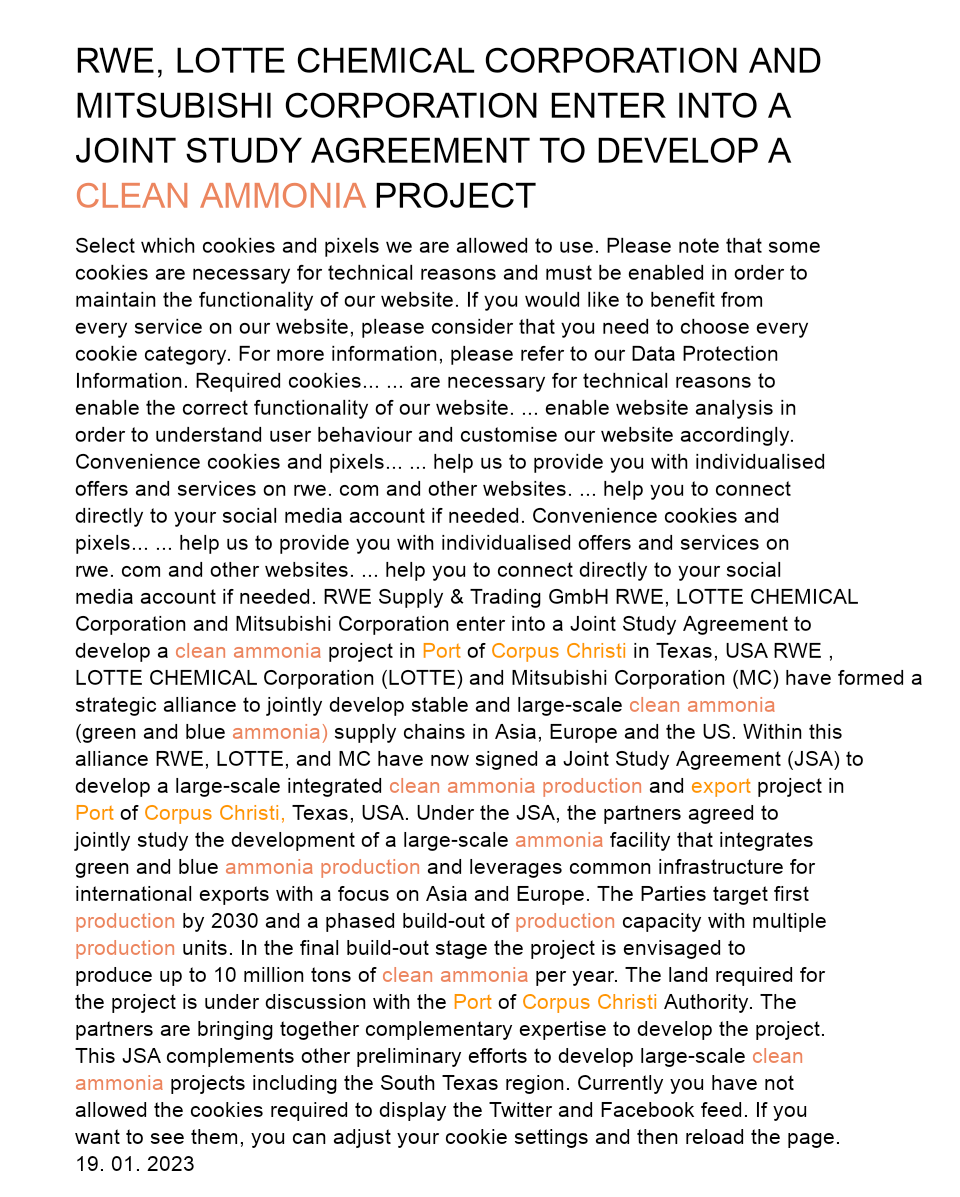 RWE, LOTTE CHEMICAL CORPORATION AND
MITSUBISHI CORPORATION ENTER INTO A
JOINT STUDY AGREEMENT TO DEVELOP A
CLEAN AMMONIA PROJECT
Select which cookies and pixels we are allowed to use. Please note that some
cookies are necessary for technical reasons and must be enabled in order to
maintain the functionality of our website. If you would like to benefit from
every service on our website, please consider that you need to choose every
cookie category. For more information, please refer to our Data Protection
Information. Required cookies... ... are necessary for technical reasons to
enable the correct functionality of our website. ... enable website analysis in
order to understand user behaviour and customise our website accordingly.
Convenience cookies and pixels... ... help us to provide you with individualised
offers and services on rwe. com and other websites. ... help you to connect
directly to your social media account if needed. Convenience cookies and
pixels... ... help us to provide you with individualised offers and services on
rwe. com and other websites. ... help you to connect directly to your social
media account if needed. RWE Supply & Trading GmbH RWE, LOTTE CHEMICAL
Corporation and Mitsubishi Corporation enter into a Joint Study Agreement to
develop a clean ammonia project in Port of Corpus Christi in Texas, USA RWE ,
LOTTE CHEMICAL Corporation (LOTTE) and Mitsubishi Corporation (MC) have formed a
strategic alliance to jointly develop stable and large-scale clean ammonia
(green and blue ammonia) supply chains in Asia, Europe and the US. Within this
alliance RWE, LOTTE, and MC have now signed a Joint Study Agreement (JSA) to
develop a large-scale integrated clean ammonia production and export project in
Port of Corpus Christi, Texas, USA. Under the JSA, the partners agreed to
jointly study the development of a large-scale ammonia facility that integrates
green and blue ammonia production and leverages common infrastructure for
international exports with a focus on Asia and Europe. The Parties target first
production by 2030 and a phased build-out of production capacity with multiple
production units. In the final build-out stage the project is envisaged to
produce up to 10 million tons of clean ammonia per year. The land required for
the project is under discussion with the Port of Corpus Christi Authority. The
partners are bringing together complementary expertise to develop the project.
This JSA complements other preliminary efforts to develop large-scale clean
ammonia projects including the South Texas region. Currently you have not
allowed the cookies required to display the Twitter and Facebook feed. If you
want to see them, you can adjust your cookie settings and then reload the page.
19. 01. 2023